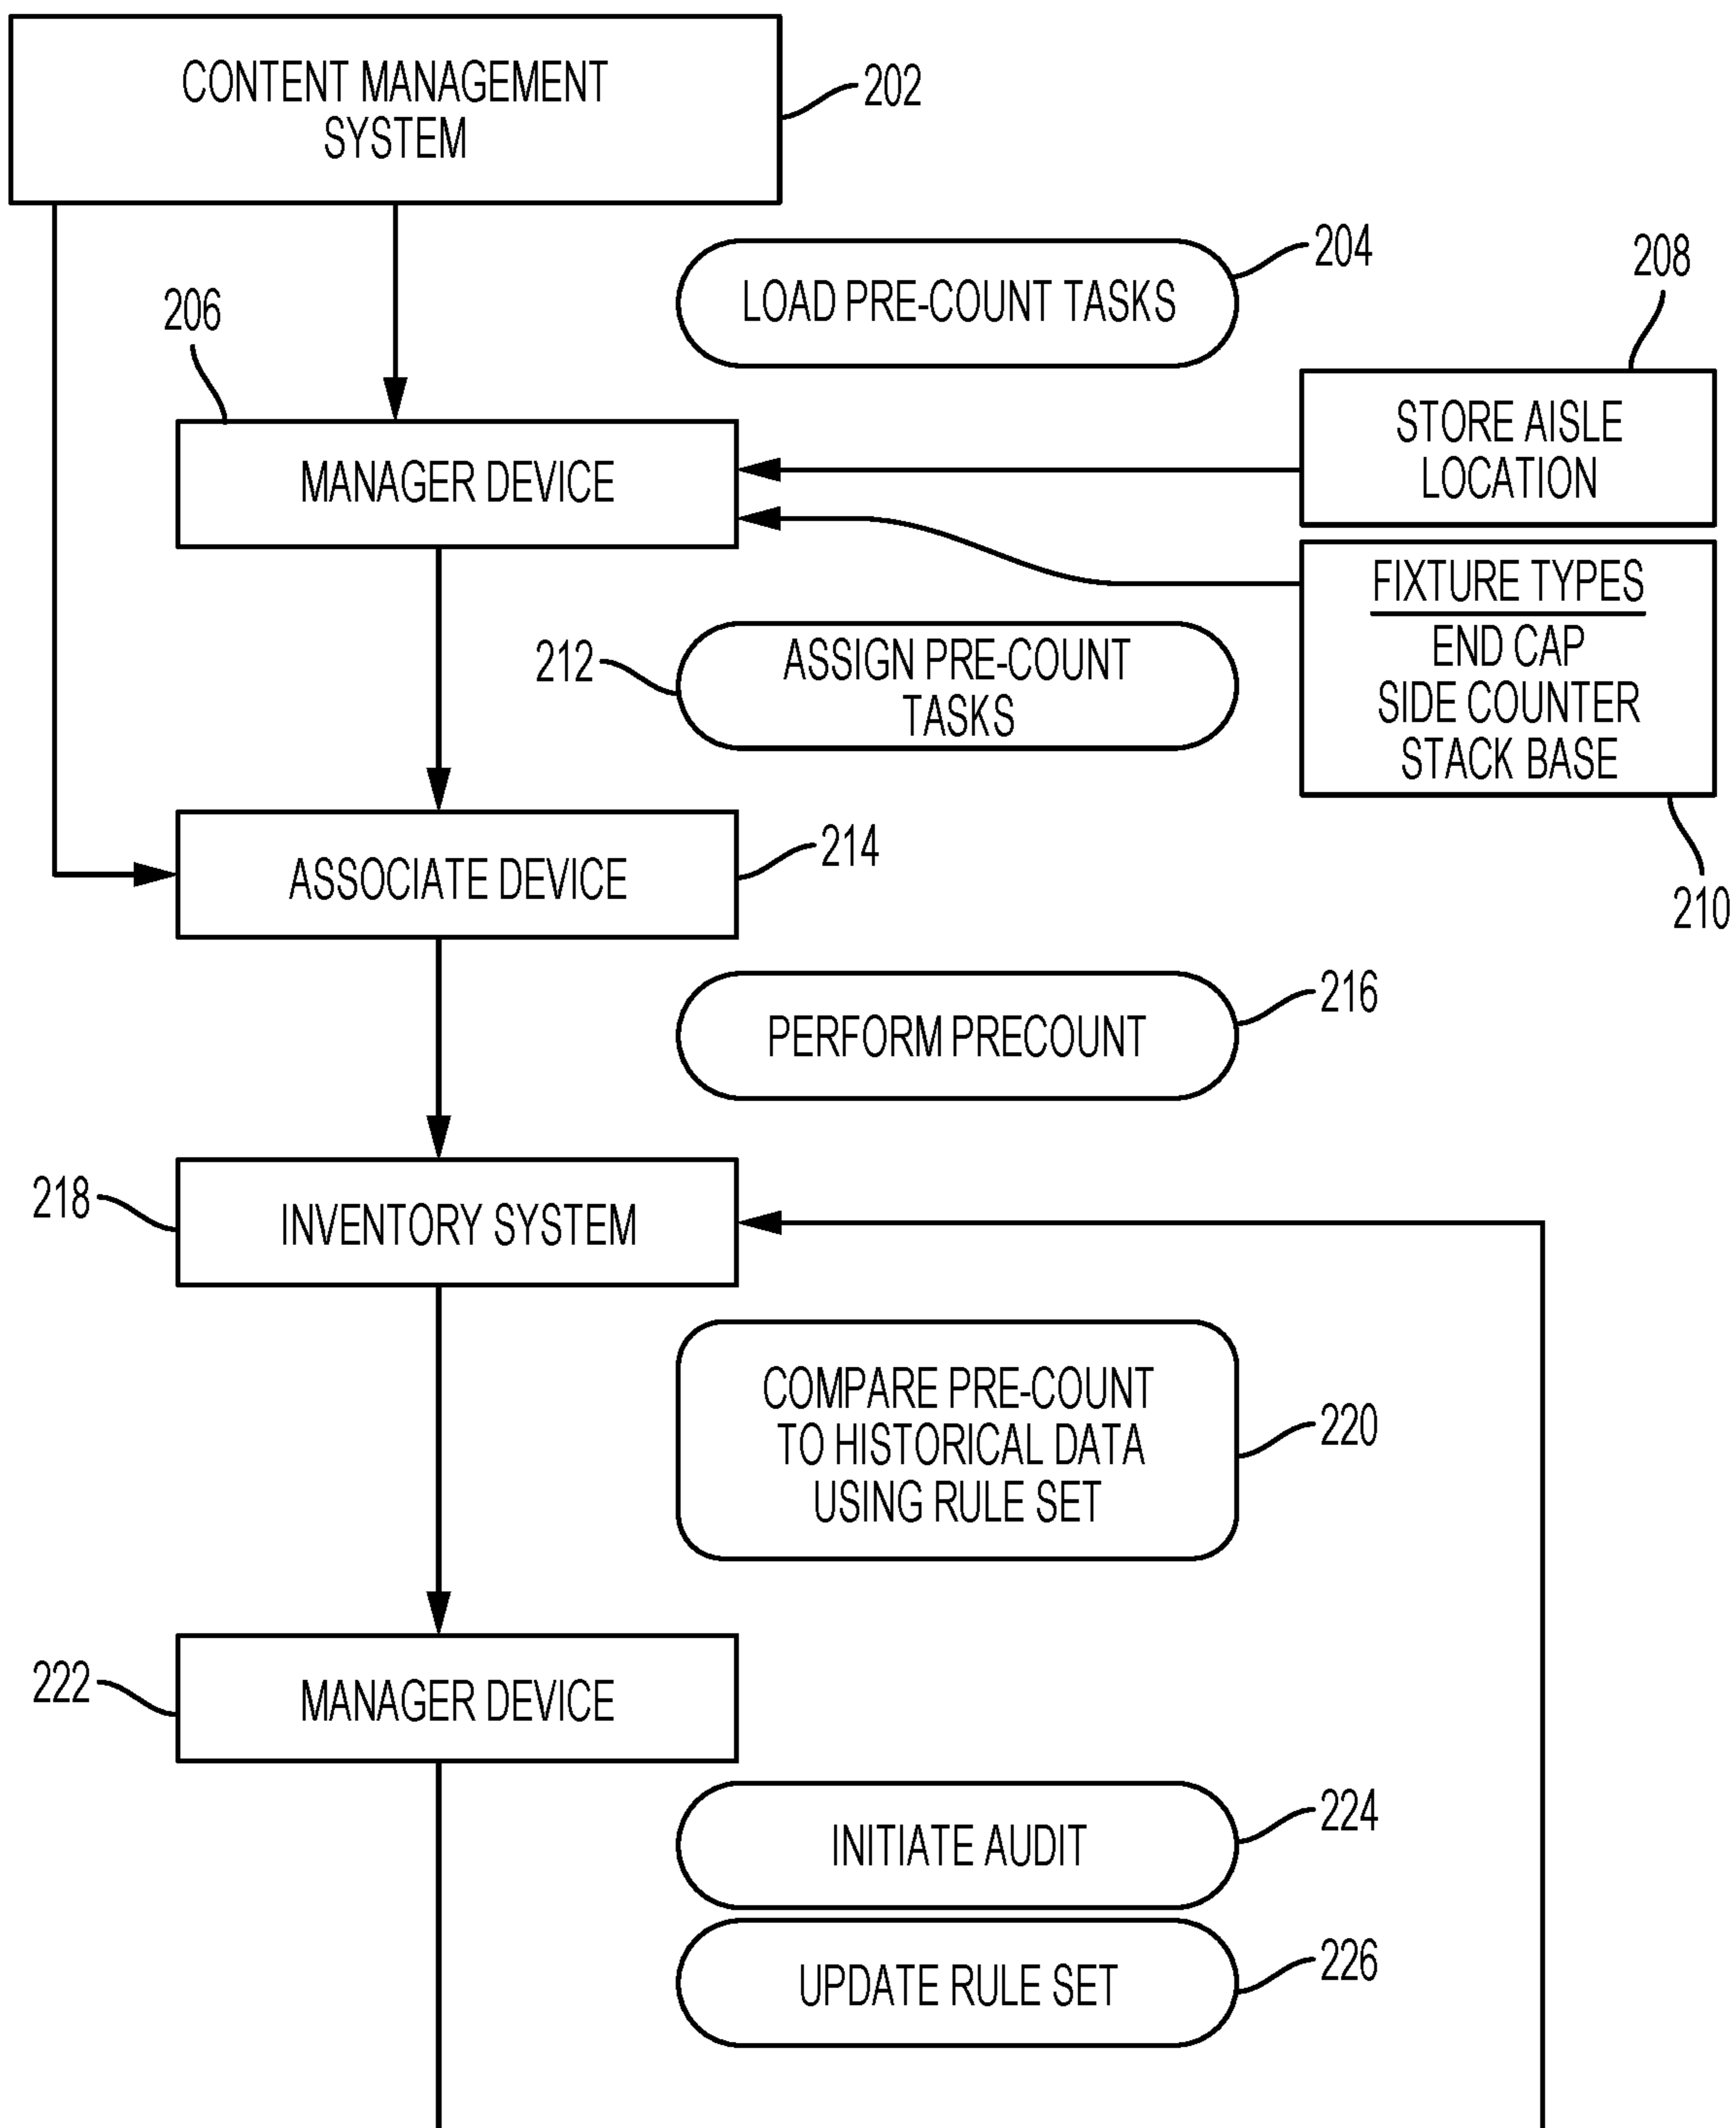 CONTENT MANAGEMENT
SYSTEM
202
LOAD PRE-COUNT TASKS
204
206
208
MANAGER DEVICE
STORE AISLE
LOCATION
FIXTURE TYPES
END CAP
SIDE COUNTER
STACK BASE
210
212
ASSIGN PRE-COUNT
TASKS
ASSOCIATE DEVICE
214
PERFORM PRECOUNT
216
218
INVENTORY SYSTEM
COMPARE PRE-COUNT
TO HISTORICAL DATA
USING RULE SET
220
222
MANAGER DEVICE
INITIATE AUDIT
224
UPDATE RULE SET
226